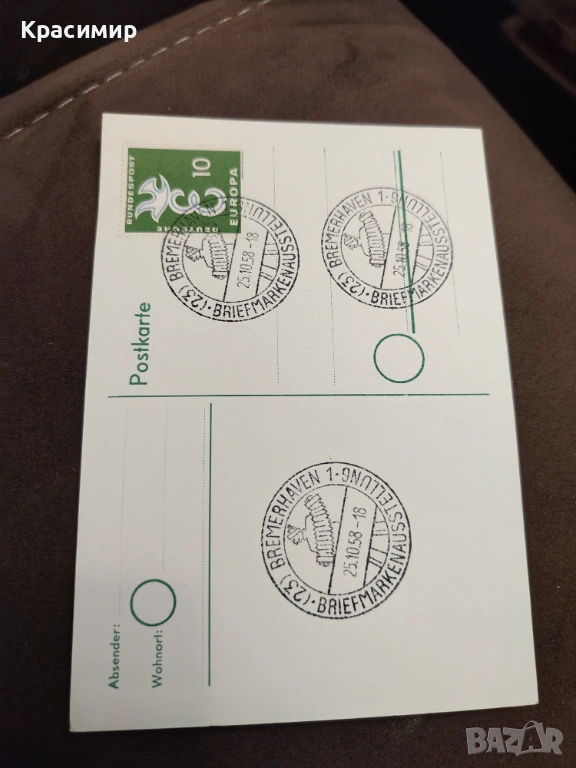 Красимир
DEUTSCHE
BUNDESPOST
10
EUROPA
(23) BREMERHAVEN 1 · BRIEFMARKENAUSSTELLUNG ·
25.10.58-18
(23) BREMERHAVEN 1 · BRIEFMARKENAUSSTELLUNG ·
25.10.58-18
Postkarte
(23) BREMERHAVEN 1 · BRIEFMARKENAUSSTELLUNG ·
25.10.58-18
Absender:
Wohnort:
BAZAR